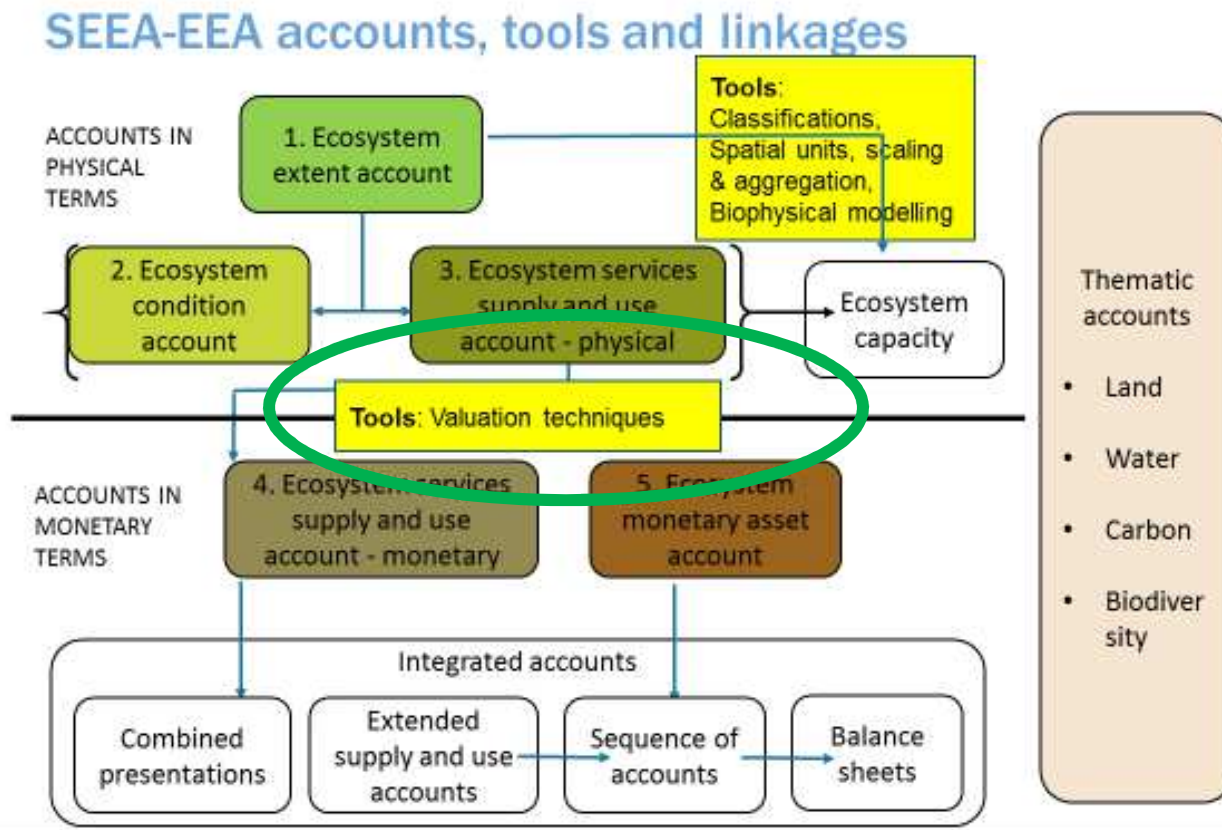 SEEA-EEA accounts, tools and linkages
ACCOUNTS IN
PHYSICAL
TERMS
1. Ecosystem
extent account
Tools:
Classifications,
Spatial units, scaling
& aggregation,
Biophysical modelling
2. Ecosystem
condition
account
3. Ecosystem services
supply and use
account - physical
Ecosystem
capacity
Tools: Valuation techniques
ACCOUNTS IN
MONETARY
TERMS
4. Ecosystem services
supply and use
account - monetary
5. Ecosystem
monetary asset
account
Integrated accounts
Combined
presentations
Extended
supply and use
accounts
Sequence of
accounts
Balance
sheets
Thematic
accounts
• Land
• Water
• Carbon
• Biodiver
sity